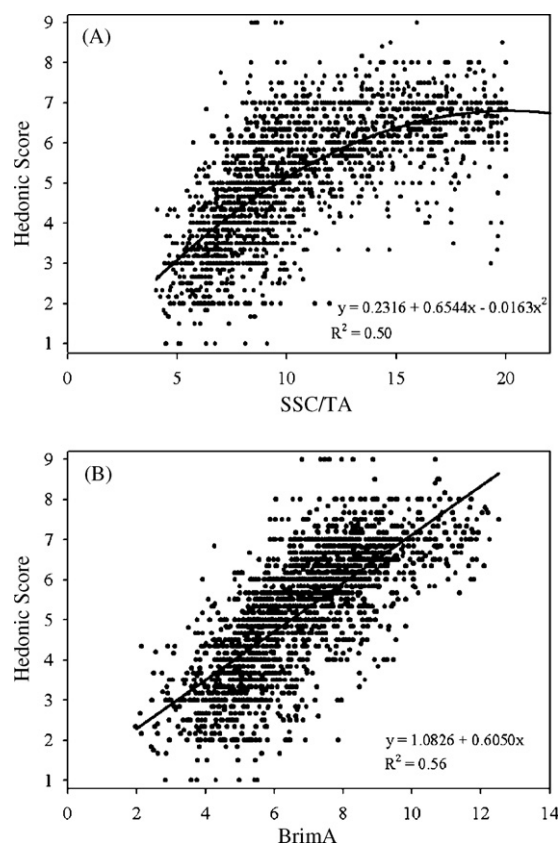 (A)
9
8
7
6
5
4
3
2
1
Hedonic Score
y = 0.2316 + 0.6544x - 0.0163x²
R² = 0.50
0 5 10 15 20
SSC/TA
(B)
9
8
7
6
5
4
3
2
1
Hedonic Score
y = 1.0826 + 0.6050x
R² = 0.56
0 2 4 6 8 10 12 14
BrimA